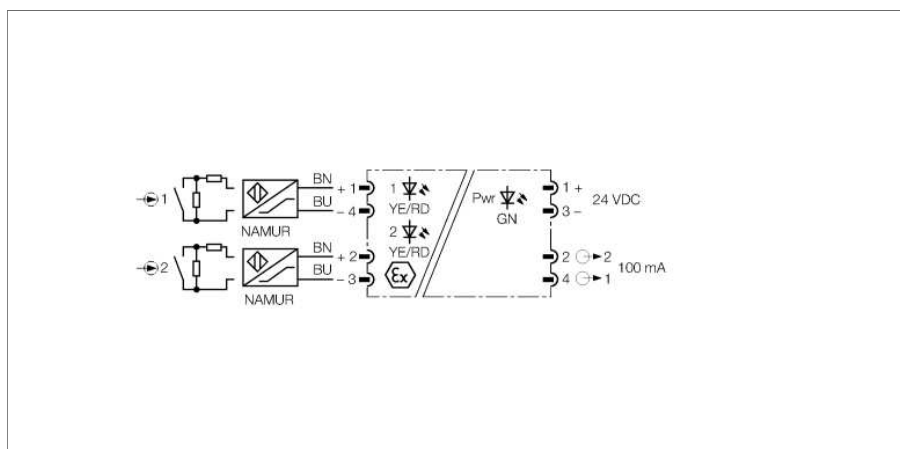 1
NAMUR
BN
BU
+ 1
- 4
1
YE/RD
2
YE/RD
Ex
2
NAMUR
BN
BU
+ 2
- 3
Pwr
GN
1 +
3 -
24 VDC
2 2
4 1
100 mA